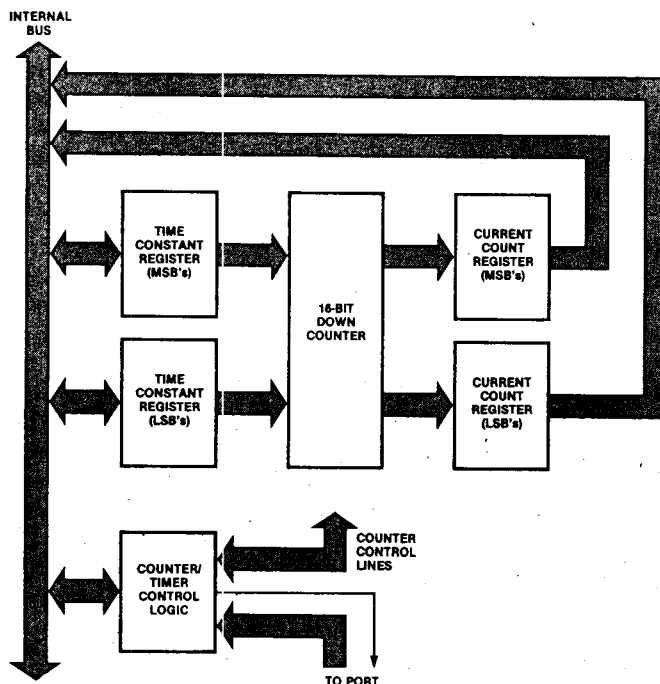 INTERNAL
BUS
TIME
CONSTANT
REGISTER
(MSB's)
16-BIT
DOWN
COUNTER
CURRENT
COUNT
REGISTER
(MSB's)
TIME
CONSTANT
REGISTER
(LSB's)
CURRENT
COUNT
REGISTER
(LSB's)
COUNTER/
TIMER
CONTROL
LOGIC
COUNTER
CONTROL
LINES
TO PORT